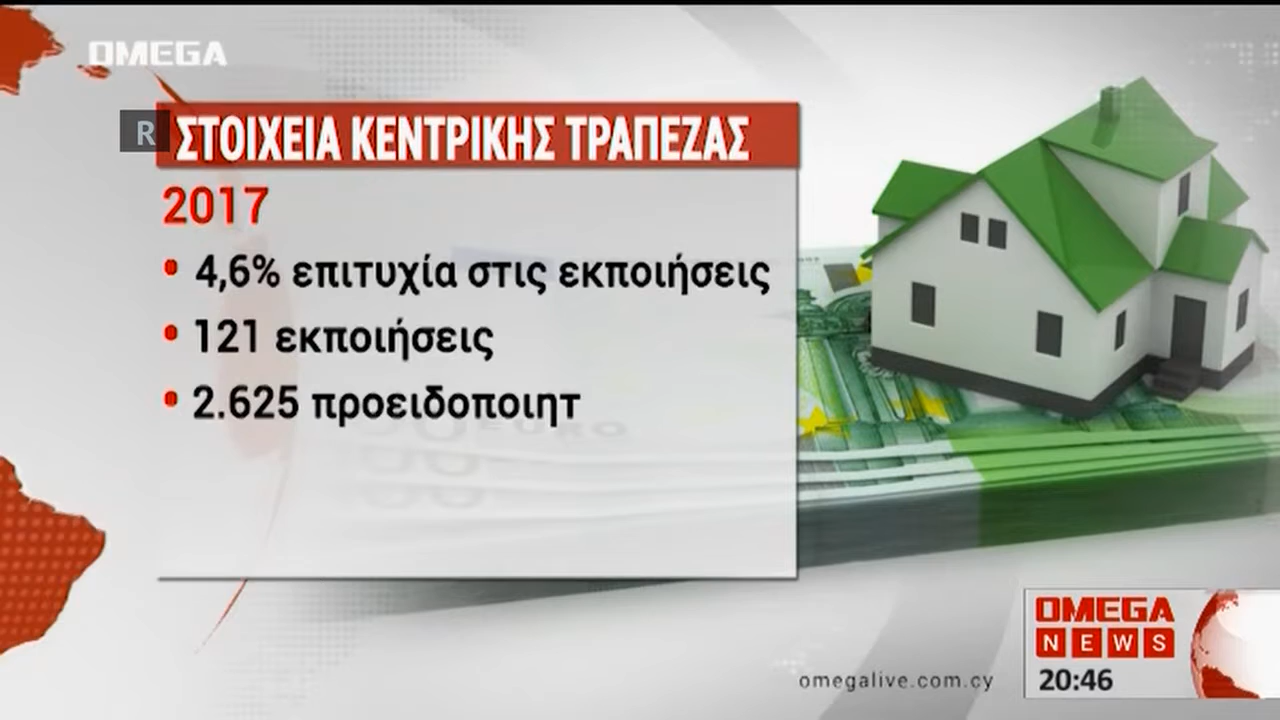 OMEGA
R
ΣΤΟΙΧΕΙΑ ΚΕΝΤΡΙΚΗΣ ΤΡΑΠΕΖΑΣ
2017
• 4,6% επιτυχία στις εκποιήσεις
• 121 εκποιήσεις
• 2.625 προειδοποιητ
EURO
omegalive.com.cy
OMEGA
NEWS
20:46